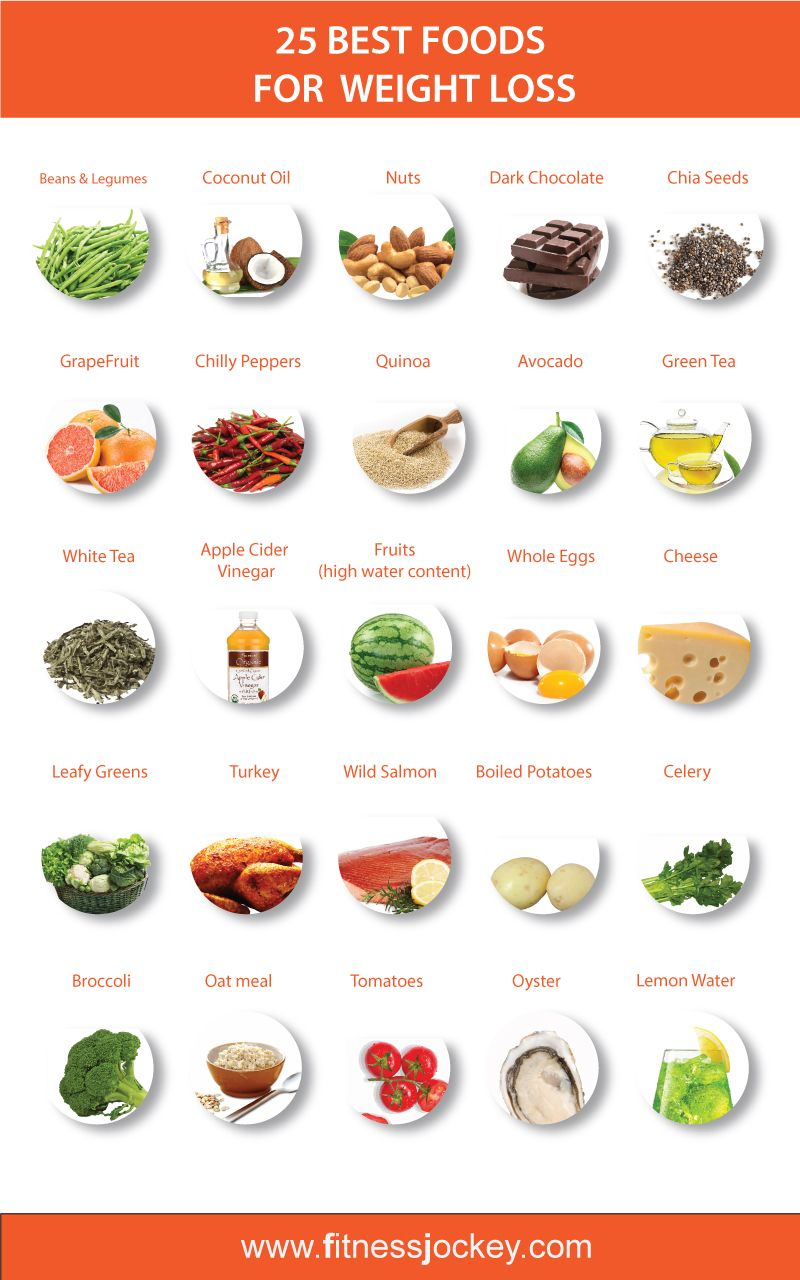 25 BEST FOODS
FOR WEIGHT LOSS
Beans & Legumes
Coconut Oil
Nuts
Dark Chocolate
Chia Seeds
GrapeFruit
Chilly Peppers
Quinoa
Avocado
Green Tea
White Tea
Apple Cider
Vinegar
Fruits
(high water content)
Whole Eggs
Cheese
Organic
Apple Cider
Vinegar
Leafy Greens
Turkey
Wild Salmon
Boiled Potatoes
Celery
Broccoli
Oat meal
Tomatoes
Oyster
Lemon Water
www.fitnessjockey.com